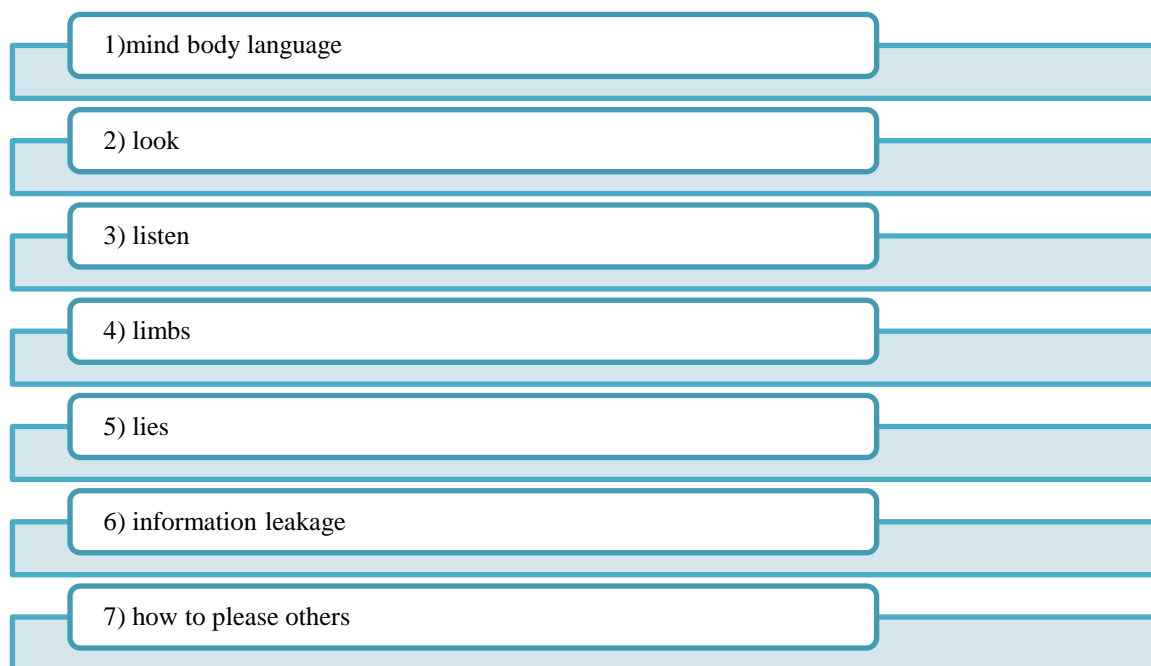 1)mind body language
2) look
3) listen
4) limbs
5) lies
6) information leakage
7) how to please others